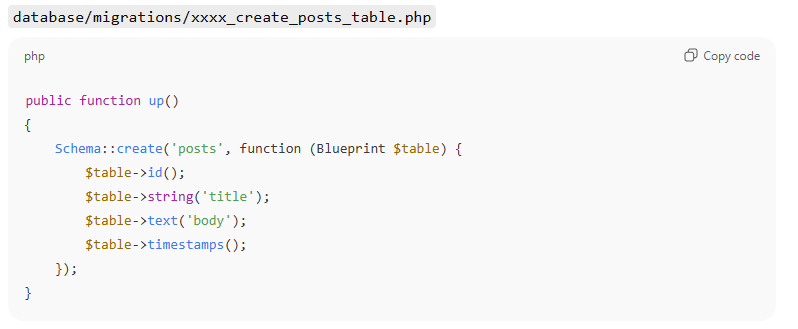 database/migrations/xxxx_create_posts_table.php
php
Copy code
public function up()
{
    Schema::create('posts', function (Blueprint $table) {
        $table->id();
        $table->string('title');
        $table->text('body');
        $table->timestamps();
    });
}